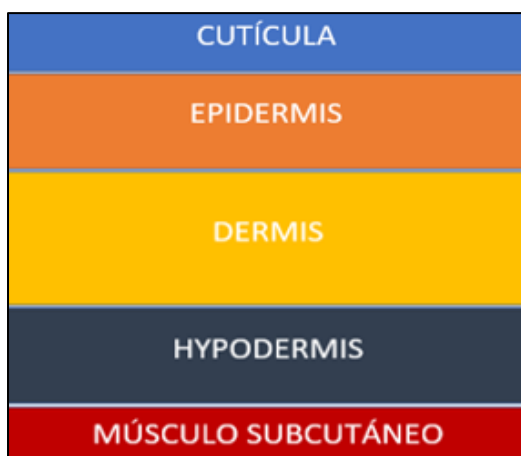 CUTÍCULA
EPIDERMIS
DERMIS
HYPODERMIS
MÚSCULO SUBCUTÁNEO